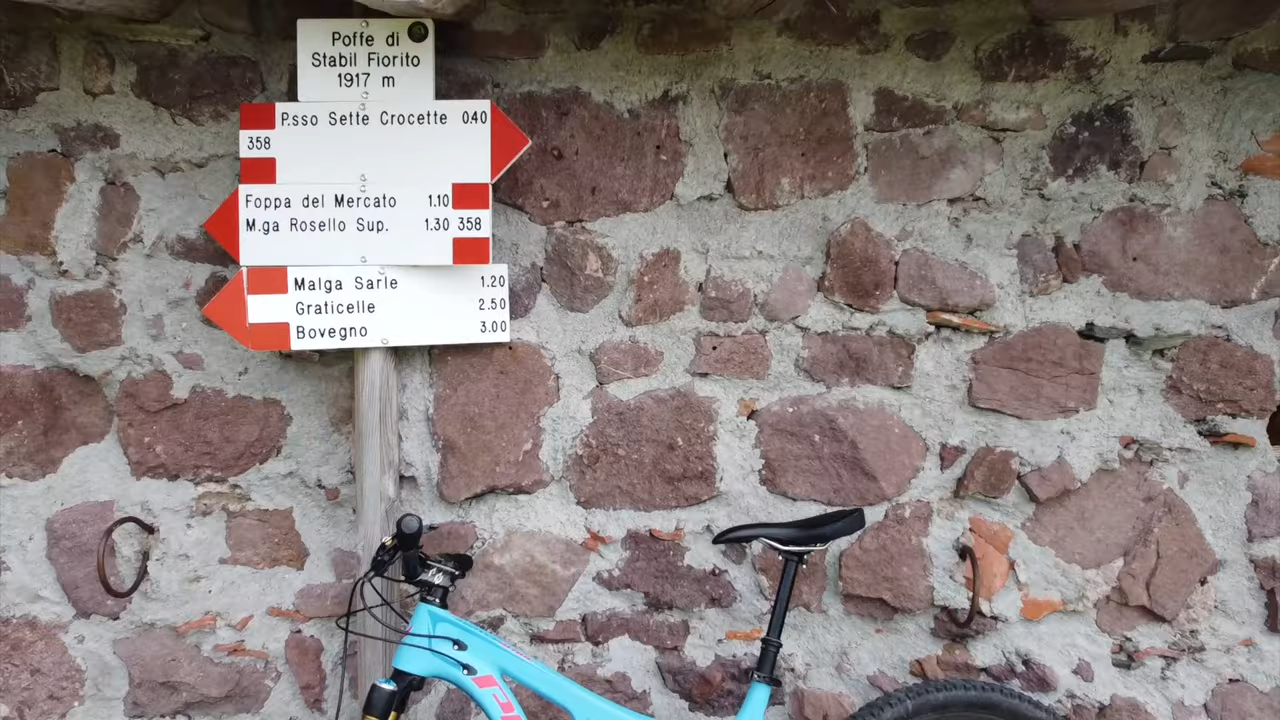 Poffe di
Stabil Fiorito
1917 m
P.sso Sette Crocette 0.40
358
Foppa del Mercato 1.10
M.ga Rosello Sup. 1.30 358
Malga Sarle 1.20
Graticelle 2.50
Bovegno 3.00